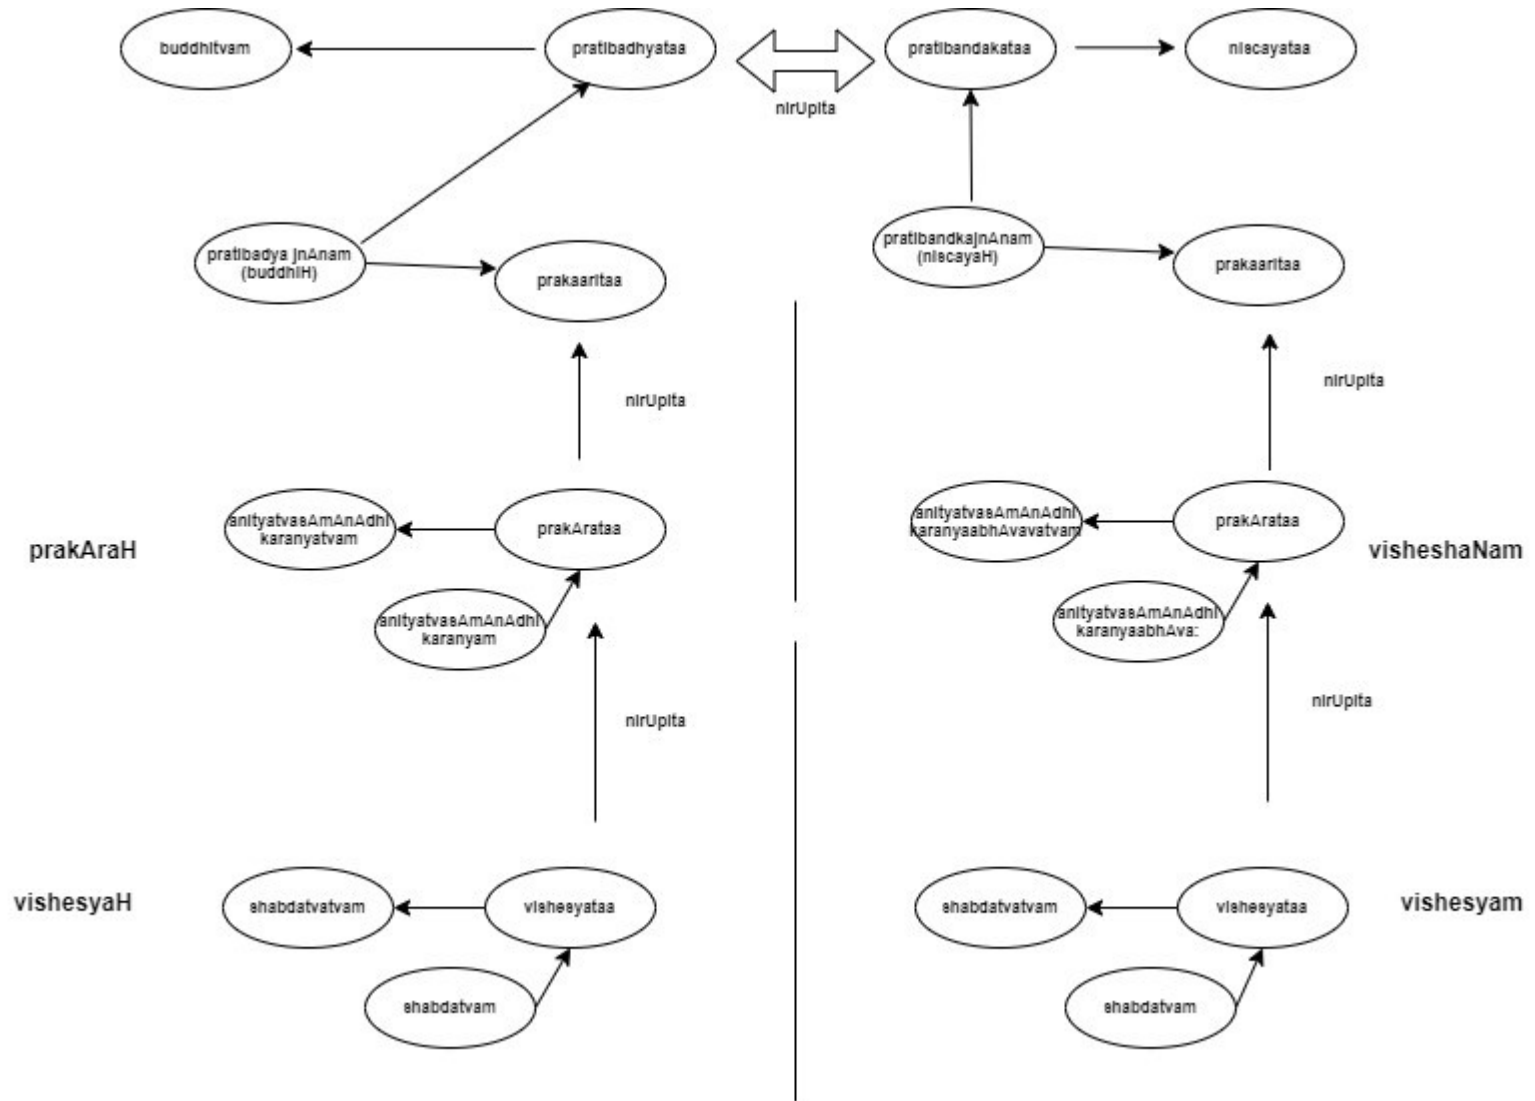 buddhitvam
pratibadhyataa
pratibandakataa
niscayataa
nirUpita
pratibadya jnAnam
(buddhiH)
prakaaritaa
pratibandkajnAnam
(niscayaH)
prakaaritaa
nirUpita
nirUpita
anityatvasAmAnAdhi
karanyatvam
prakArataa
anityatvasAmAnAdhi
karanyaabhAvavatvam
prakArataa
prakAraH
visheshaNam
anityatvasAmAnAdhi
karanyam
anityatvasAmAnAdhi
karanyaabhAva:
nirUpita
nirUpita
vishesyaH
shabdatvatvam
vishesyataa
shabdatvatvam
vishesyataa
vishesyam
shabdatvam
shabdatvam